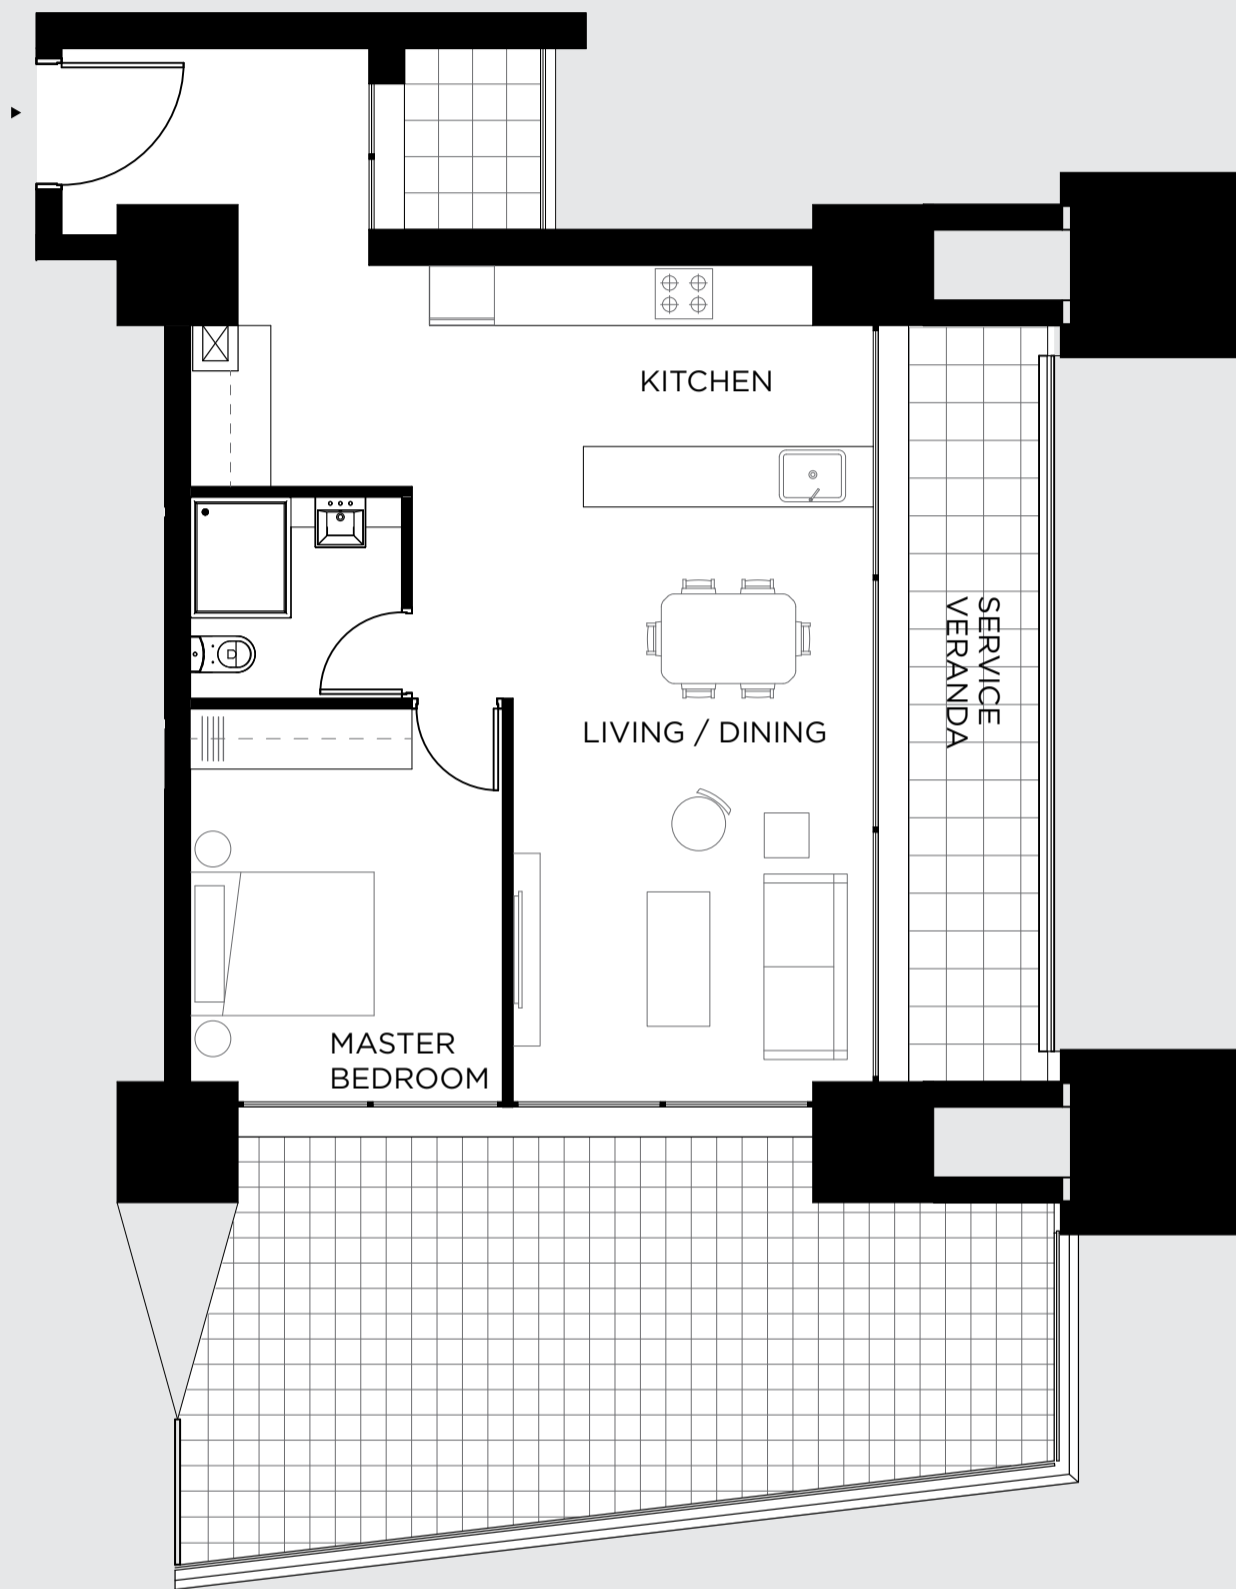 KITCHEN
SERVICE
VERANDA
LIVING / DINING
MASTER
BEDROOM